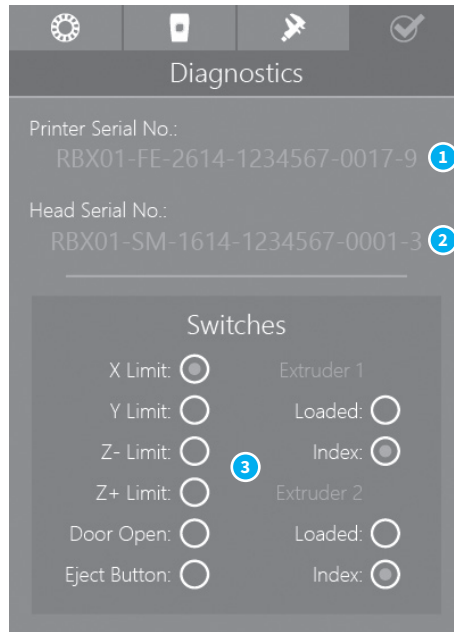 Diagnostics
Printer Serial No.:
RBX01-FE-2614-1234567-0017-9 1
Head Serial No.:
RBX01-SM-1614-1234567-0001-3 2
Switches
X Limit: Extruder 1
Y Limit: Loaded:
Z- Limit: Index:
3
Z+ Limit: Extruder 2
Door Open: Loaded:
Eject Button: Index: